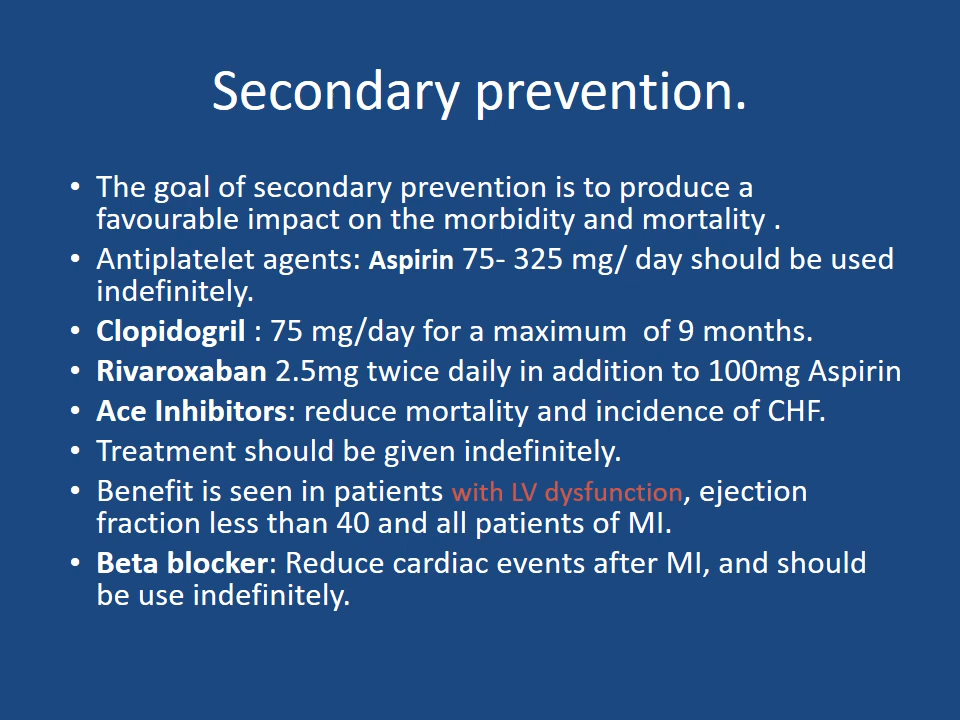 Secondary prevention.
• The goal of secondary prevention is to produce a
favourable impact on the morbidity and mortality .
• Antiplatelet agents: Aspirin 75- 325 mg/ day should be used
indefinitely.
• Clopidogril : 75 mg/day for a maximum  of 9 months.
• Rivaroxaban 2.5mg twice daily in addition to 100mg Aspirin
• Ace Inhibitors: reduce mortality and incidence of CHF.
• Treatment should be given indefinitely.
• Benefit is seen in patients with LV dysfunction, ejection
fraction less than 40 and all patients of MI.
• Beta blocker: Reduce cardiac events after MI, and should
be use indefinitely.